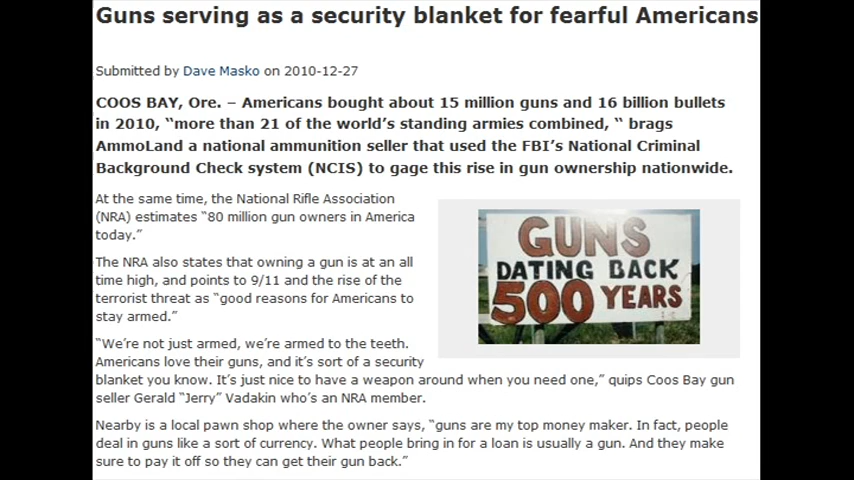 Guns serving as a security blanket for fearful Americans
Submitted by Dave Masko on 2010-12-27
COOS BAY, Ore. – Americans bought about 15 million guns and 16 billion bullets
in 2010, “more than 21 of the world’s standing armies combined, “ brags
AmmoLand a national ammunition seller that used the FBI’s National Criminal
Background Check system (NCIS) to gage this rise in gun ownership nationwide.
At the same time, the National Rifle Association
(NRA) estimates “80 million gun owners in America
today.”
The NRA also states that owning a gun is at an all
time high, and points to 9/11 and the rise of the
terrorist threat as “good reasons for Americans to
stay armed.”
“We’re not just armed, we’re armed to the teeth.
Americans love their guns, and it’s sort of a security
blanket you know. It’s just nice to have a weapon around when you need one,” quips Coos Bay gun
seller Gerald “Jerry” Vadakin who’s an NRA member.
GUNS
DATING BACK
500 YEARS
Nearby is a local pawn shop where the owner says, “guns are my top money maker. In fact, people
deal in guns like a sort of currency. What people bring in for a loan is usually a gun. And they make
sure to pay it off so they can get their gun back.”